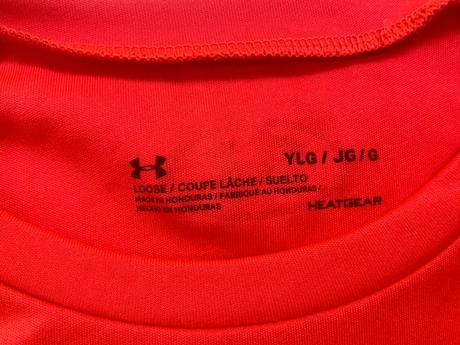 YLG / JG / G
LOOSE / COUPE LÂCHE / SUELTO
MADE IN HONDURAS / FABRIQUÉ AU HONDURAS /
HECHO EN HONDURAS
HEATGEAR